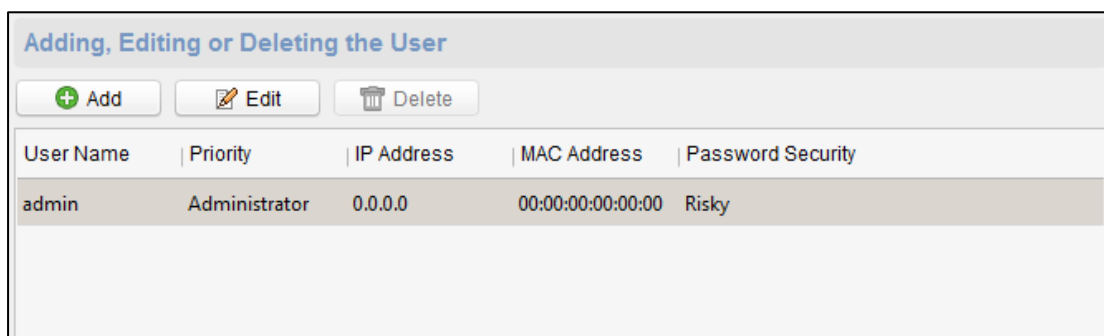 Adding, Editing or Deleting the User
Add Edit Delete
User Name Priority IP Address MAC Address Password Security
admin Administrator 0.0.0.0 00:00:00:00:00:00 Risky